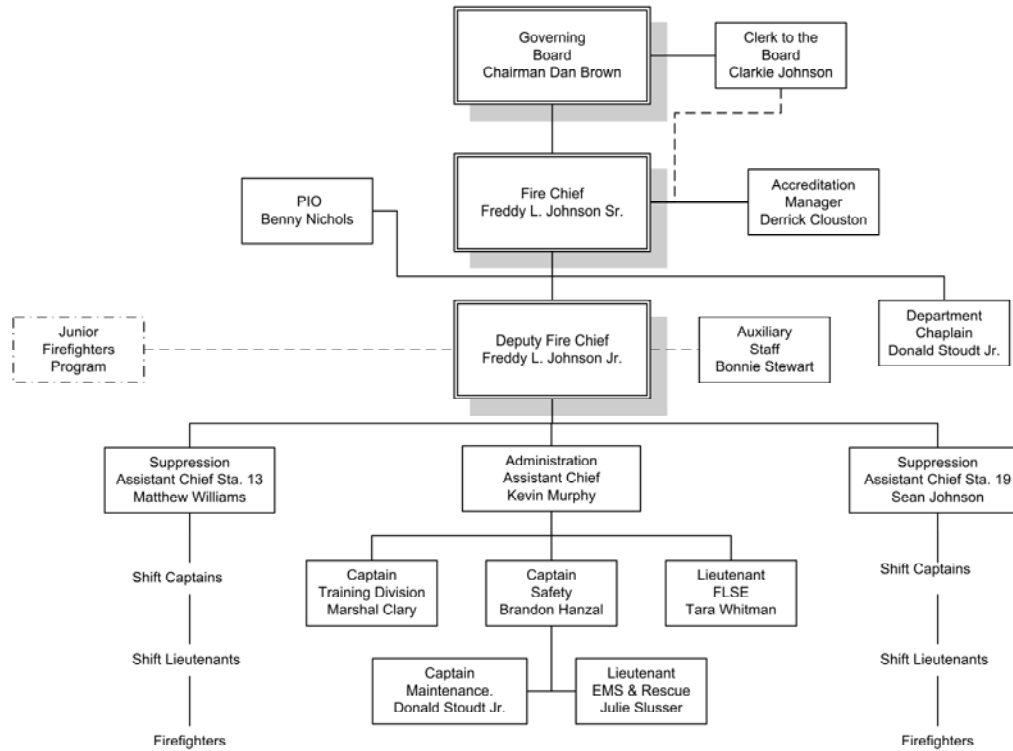 Governing
Board
Chairman Dan Brown
Clerk to the
Board
Clarkie Johnson
PIO
Benny Nichols
Fire Chief
Freddy L. Johnson Sr.
Accreditation
Manager
Derrick Clouston
Junior
Firefighters
Program
Deputy Fire Chief
Freddy L. Johnson Jr.
Auxiliary
Staff
Bonnie Stewart
Department
Chaplain
Donald Stoudt Jr.
Suppression
Assistant Chief Sta. 13
Matthew Williams
Administration
Assistant Chief
Kevin Murphy
Suppression
Assistant Chief Sta. 19
Sean Johnson
Shift Captains
Captain
Training Division
Marshal Clary
Captain
Safety
Brandon Hanzal
Lieutenant
FLSE
Tara Whitman
Shift Captains
Shift Lieutenants
Captain
Maintenance.
Donald Stoudt Jr.
Lieutenant
EMS & Rescue
Julie Slusser
Shift Lieutenants
Firefighters
Firefighters